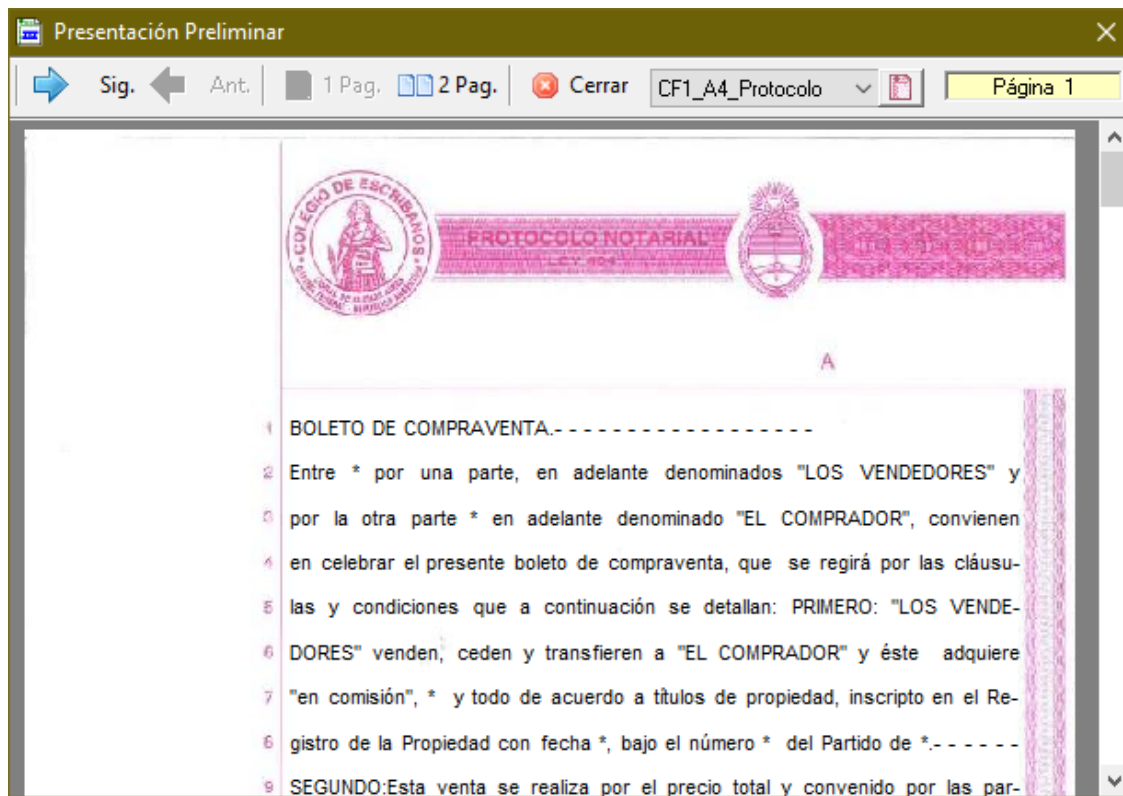 Presentación Preliminar
Sig. Ant. 1 Pag. 2 Pag. Cerrar CF1_A4_Protocolo Página 1
COLEGIO DE ESCRIBANOS
PROTOCOLO NOTARIAL
LEY 404
A
1 BOLETO DE COMPRAVENTA.- - - - - - - - - - - - - - - - - - -
2 Entre * por una parte, en adelante denominados "LOS VENDEDORES" y
3 por la otra parte * en adelante denominado "EL COMPRADOR", convienen
4 en celebrar el presente boleto de compraventa, que se regirá por las cláusu-
5 las y condiciones que a continuación se detallan: PRIMERO: "LOS VENDE-
6 DORES" venden, ceden y transfieren a "EL COMPRADOR" y éste adquiere
7 "en comisión", * y todo de acuerdo a títulos de propiedad, inscripto en el Re-
8 gistro de la Propiedad con fecha *, bajo el número * del Partido de *.- - - - - -
9 SEGUNDO:Esta venta se realiza por el precio total y convenido por las par-